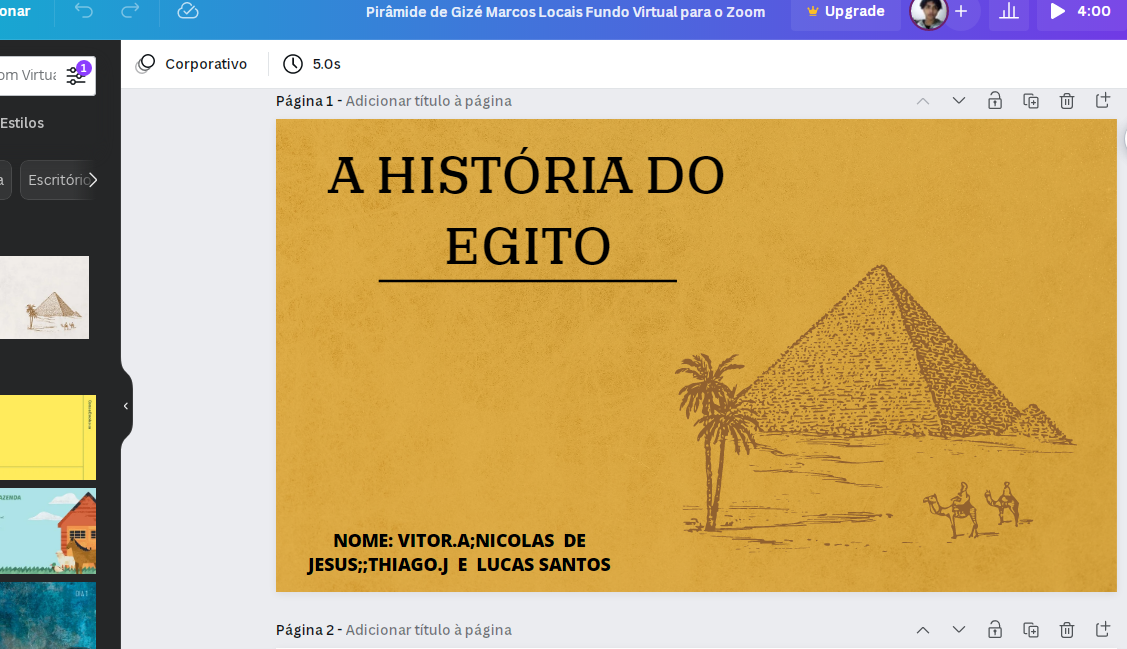 onar
Pirâmide de Gizé Marcos Locais Fundo Virtual para o Zoom
Upgrade
4:00
om Virtua
1
Corporativo
5.0s
Estilos
a
Escritório
Página 1 - Adicionar título à página
A HISTÓRIA DO
EGITO
NOME: VITOR.A;NICOLAS DE
JESUS;;THIAGO.J E LUCAS SANTOS
AZENDA
Página 2 - Adicionar título à página